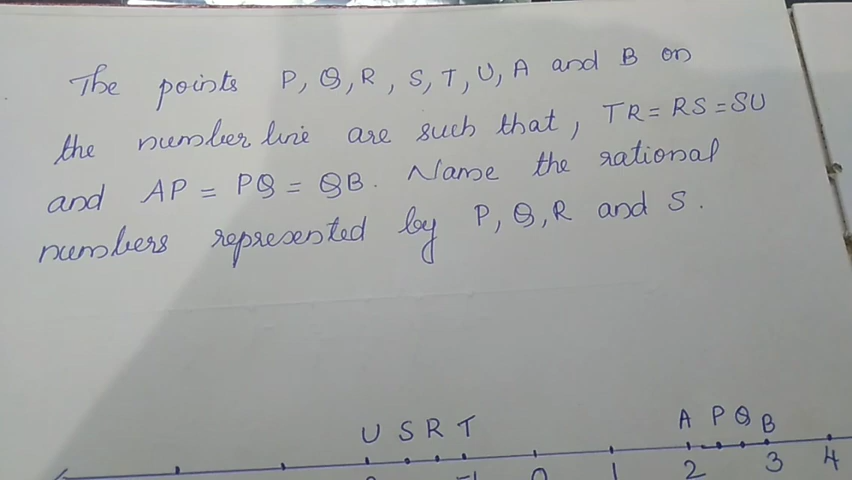 The points P, Q, R, S, T, U, A and B on
the number line are such that, TR = RS = SU
and AP = PQ = QB. Name the rational
numbers represented by P, Q, R and S.
U S R T A P Q B
-1 0 1 2 3 4